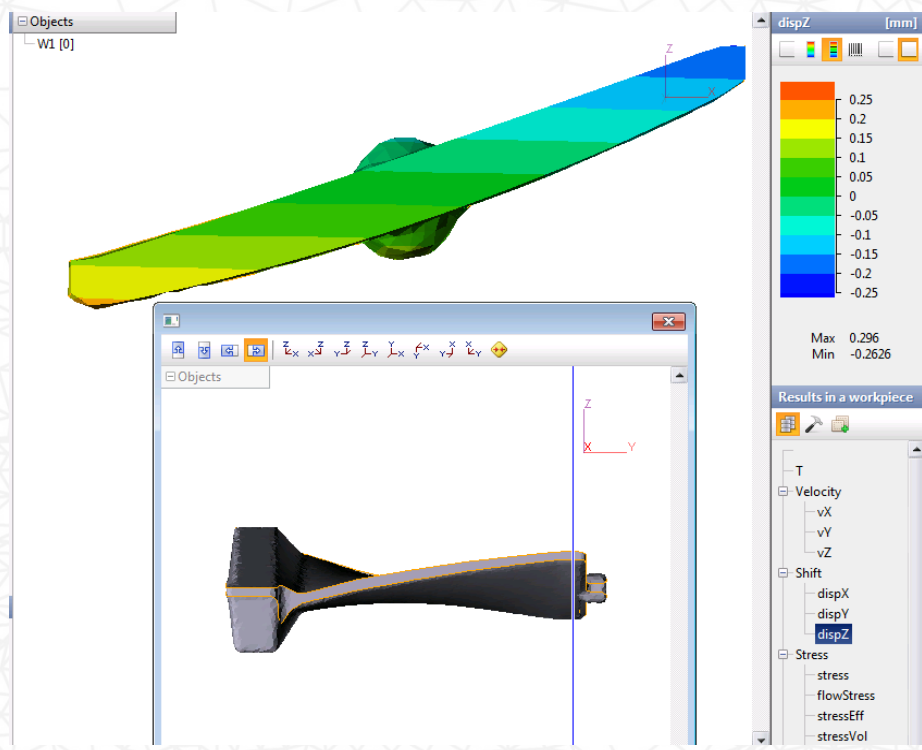 Objects
W1 [0]
Z
X
dispZ [mm]
0.25
0.2
0.15
0.1
0.05
0
-0.05
-0.1
-0.15
-0.2
-0.25
Max 0.296
Min -0.2626
Z X X Z Y Z Z Y Y X Y X Y X X Y
Objects
Z
X Y
Results in a workpiece
T
Velocity
vX
vY
vZ
Shift
dispX
dispY
dispZ
Stress
stress
flowStress
stressEff
stressVol